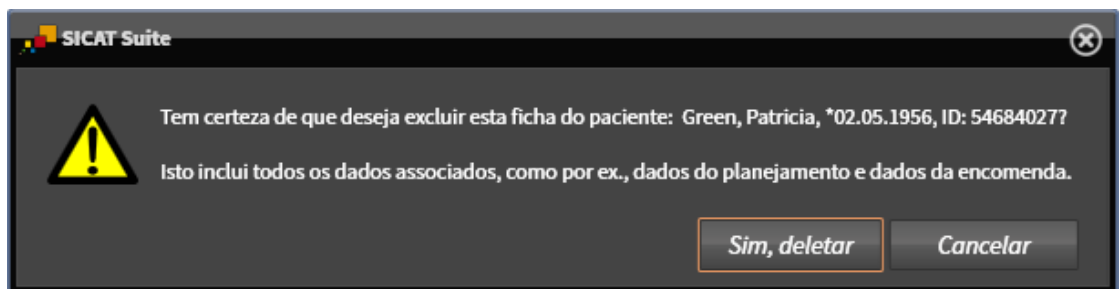 SICAT Suite
Tem certeza de que deseja excluir esta ficha do paciente: Green, Patricia, *02.05.1956, ID: 54684027?
Isto inclui todos os dados associados, como por ex., dados do planejamento e dados da encomenda.
Sim, deletar
Cancelar